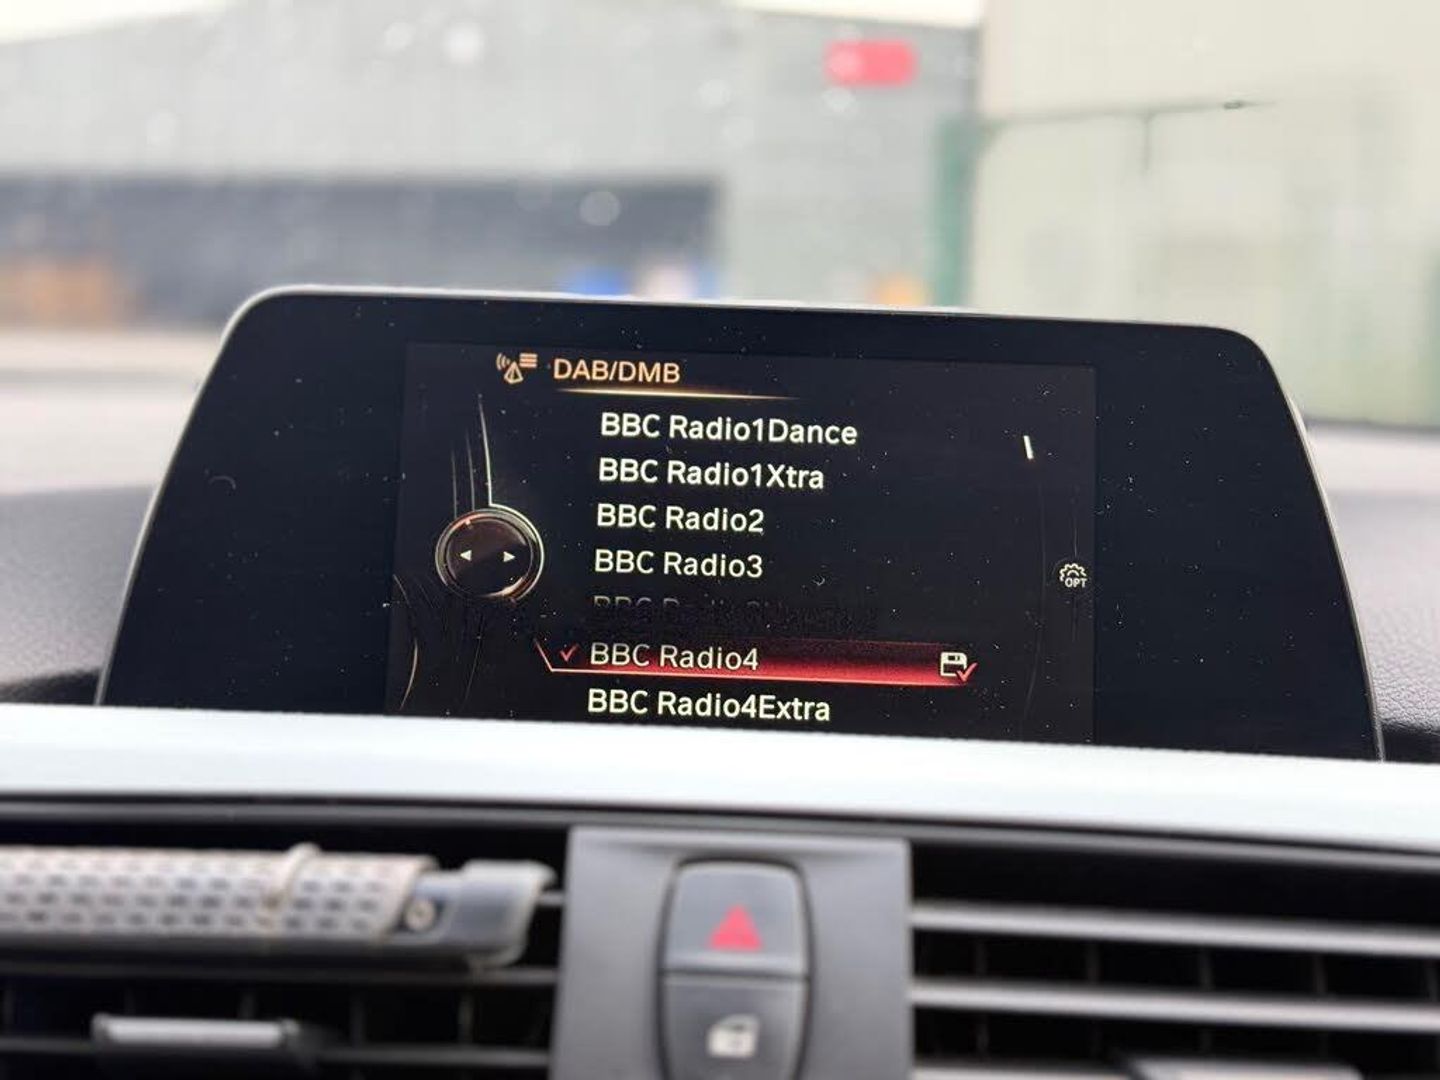 DAB/DMB
BBC Radio1Dance
BBC Radio1Xtra
BBC Radio2
BBC Radio3
BBC Radio4
BBC Radio4Extra
OPT